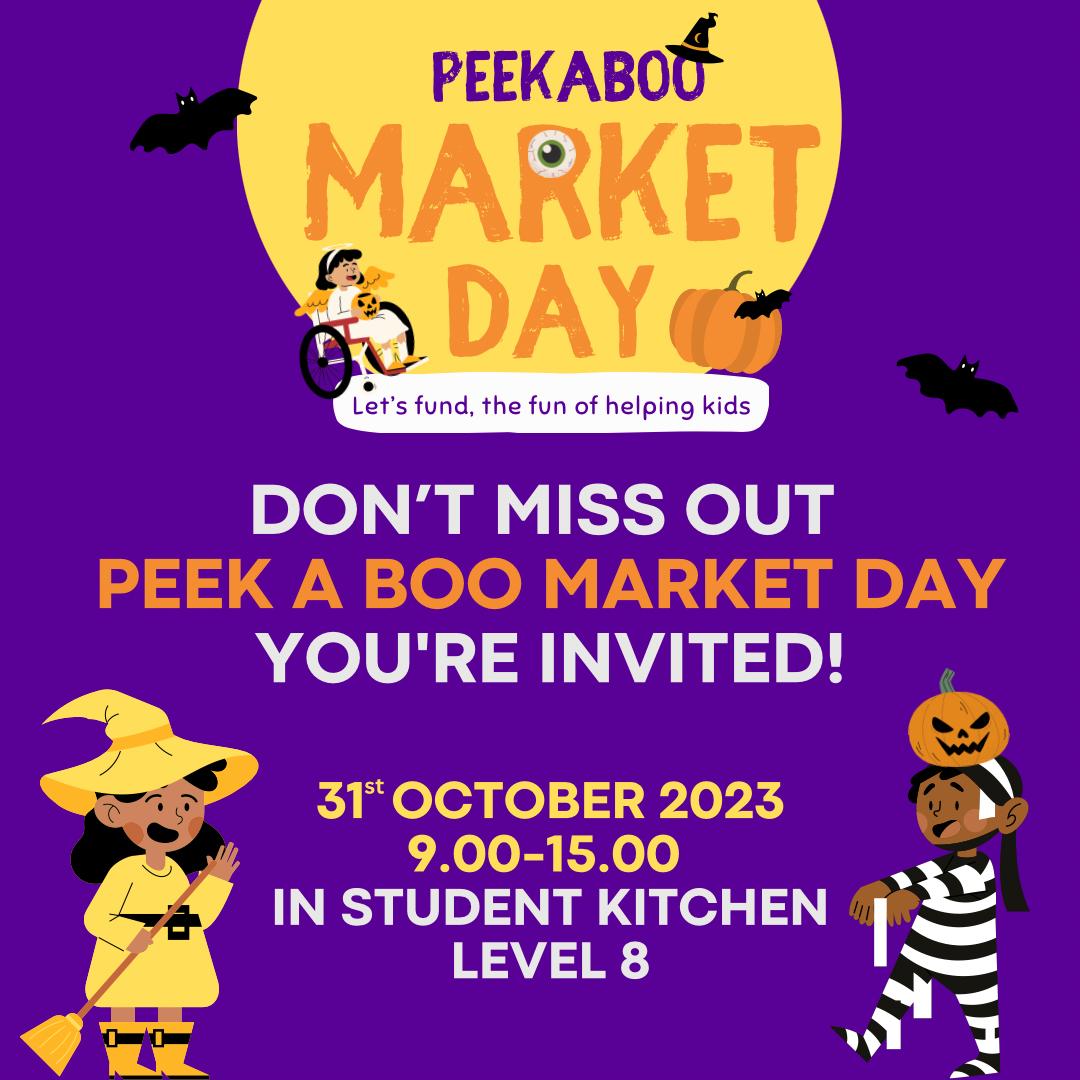 PEEKABOO
MARKET
DAY
Let's fund, the fun of helping kids
DON'T MISS OUT
PEEK A BOO MARKET DAY
YOU'RE INVITED!
31st OCTOBER 2023
9.00-15.00
IN STUDENT KITCHEN
LEVEL 8